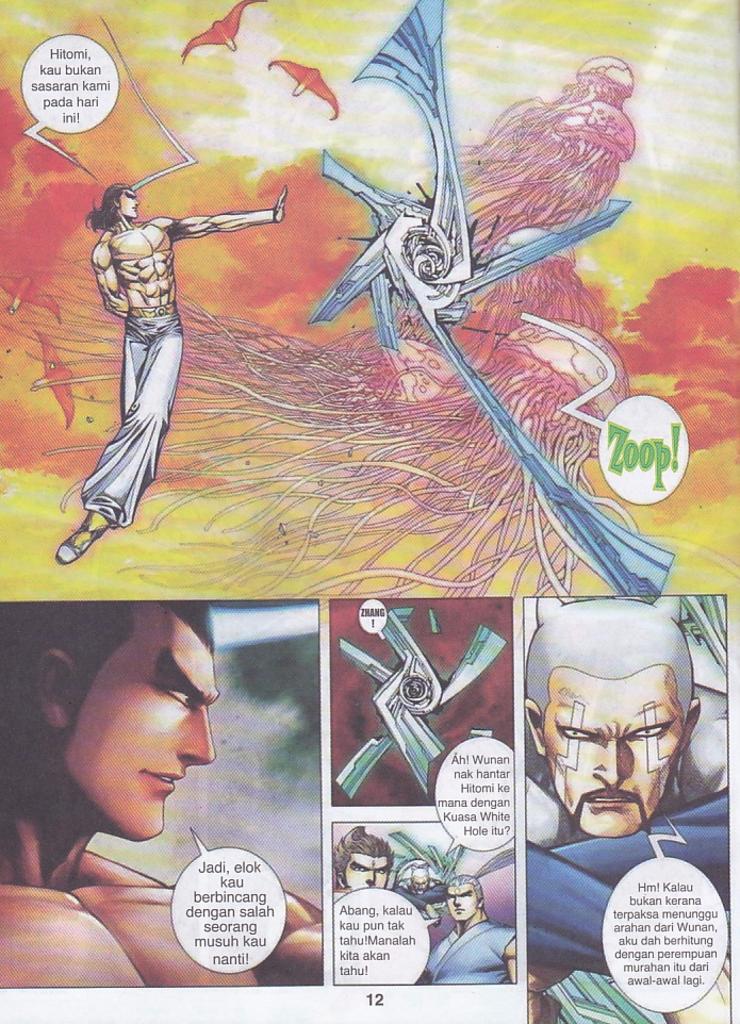 Hitomi,
kau bukan
sasaran kami
pada hari
ini!
Zoop!
Jadi, elok
kau
berbincang
dengan salah
seorang
musuh kau
nanti!
ZHANG
!
Ah! Wunan
nak hantar
Hitomi ke
mana dengan
Kuasa White
Hole itu?
Abang, kalau
kau pun tak
tahu!Manalah
kita akan
tahu!
Hm! Kalau
bukan kerana
terpaksa menunggu
arahan dari Wunan,
aku dah berhitung
dengan perempuan
murahan itu dari
awal-awal lagi.
12